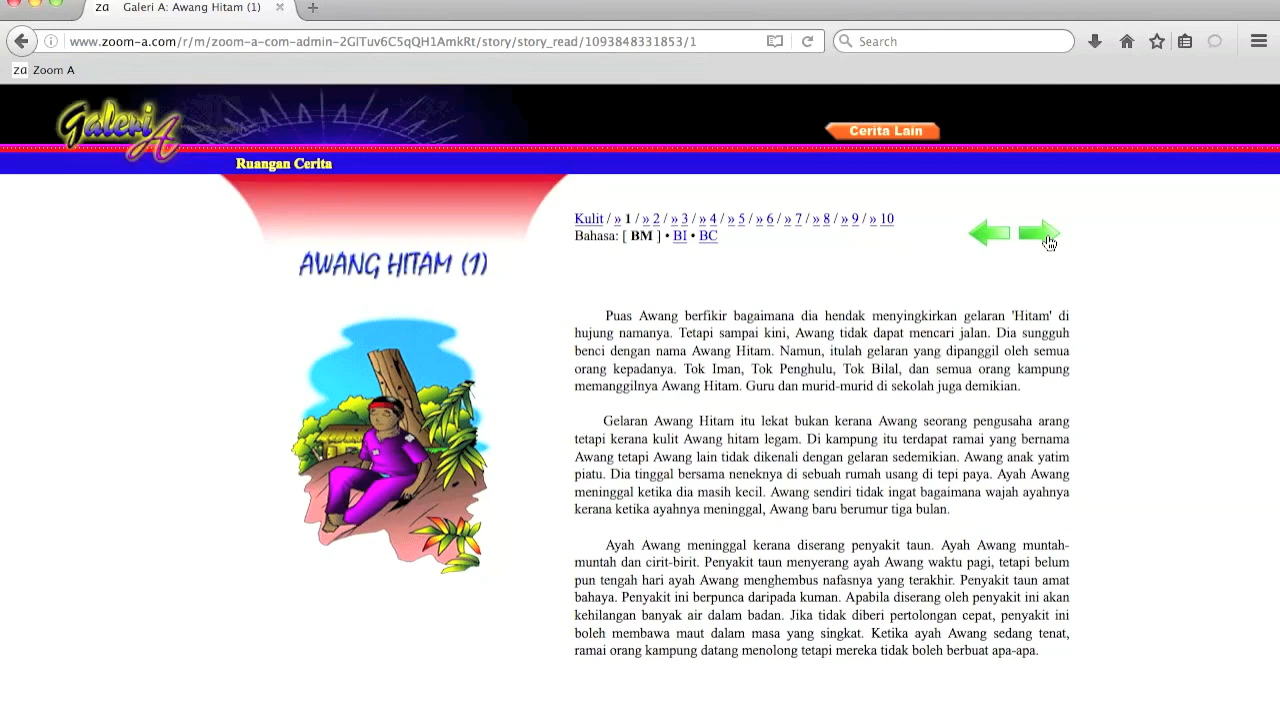 za Galeri A: Awang Hitam (1)
www.zoom-a.com/r/m/zoom-a-com-admin-2GITuv6C5qQH1AmkRt/story/story_read/1093848331853/1
Search
za Zoom A
Galeri A
Cerita Lain
Ruangan Cerita
Kulit / » 1 / » 2 / » 3 / » 4 / » 5 / » 6 / » 7 / » 8 / » 9 / » 10
Bahasa: [ BM ] • BI • BC
AWANG HITAM (1)
Puas Awang berfikir bagaimana dia hendak menyingkirkan gelaran 'Hitam' di
hujung namanya. Tetapi sampai kini, Awang tidak dapat mencari jalan. Dia sungguh
benci dengan nama Awang Hitam. Namun, itulah gelaran yang dipanggil oleh semua
orang kepadanya. Tok Iman, Tok Penghulu, Tok Bilal, dan semua orang kampung
memanggilnya Awang Hitam. Guru dan murid-murid di sekolah juga demikian.
Gelaran Awang Hitam itu lekat bukan kerana Awang seorang pengusaha arang
tetapi kerana kulit Awang hitam legam. Di kampung itu terdapat ramai yang bernama
Awang tetapi Awang lain tidak dikenali dengan gelaran sedemikian. Awang anak yatim
piatu. Dia tinggal bersama neneknya di sebuah rumah usang di tepi paya. Ayah Awang
meninggal ketika dia masih kecil. Awang sendiri tidak ingat bagaimana wajah ayahnya
kerana ketika ayahnya meninggal, Awang baru berumur tiga bulan.
Ayah Awang meninggal kerana diserang penyakit taun. Ayah Awang muntah-
muntah dan cirit-birit. Penyakit taun menyerang ayah Awang waktu pagi, tetapi belum
pun tengah hari ayah Awang menghembus nafasnya yang terakhir. Penyakit taun amat
bahaya. Penyakit ini berpunca daripada kuman. Apabila diserang oleh penyakit ini akan
kehilangan banyak air dalam badan. Jika tidak diberi pertolongan cepat, penyakit ini
boleh membawa maut dalam masa yang singkat. Ketika ayah Awang sedang tenat,
ramai orang kampung datang menolong tetapi mereka tidak boleh berbuat apa-apa.